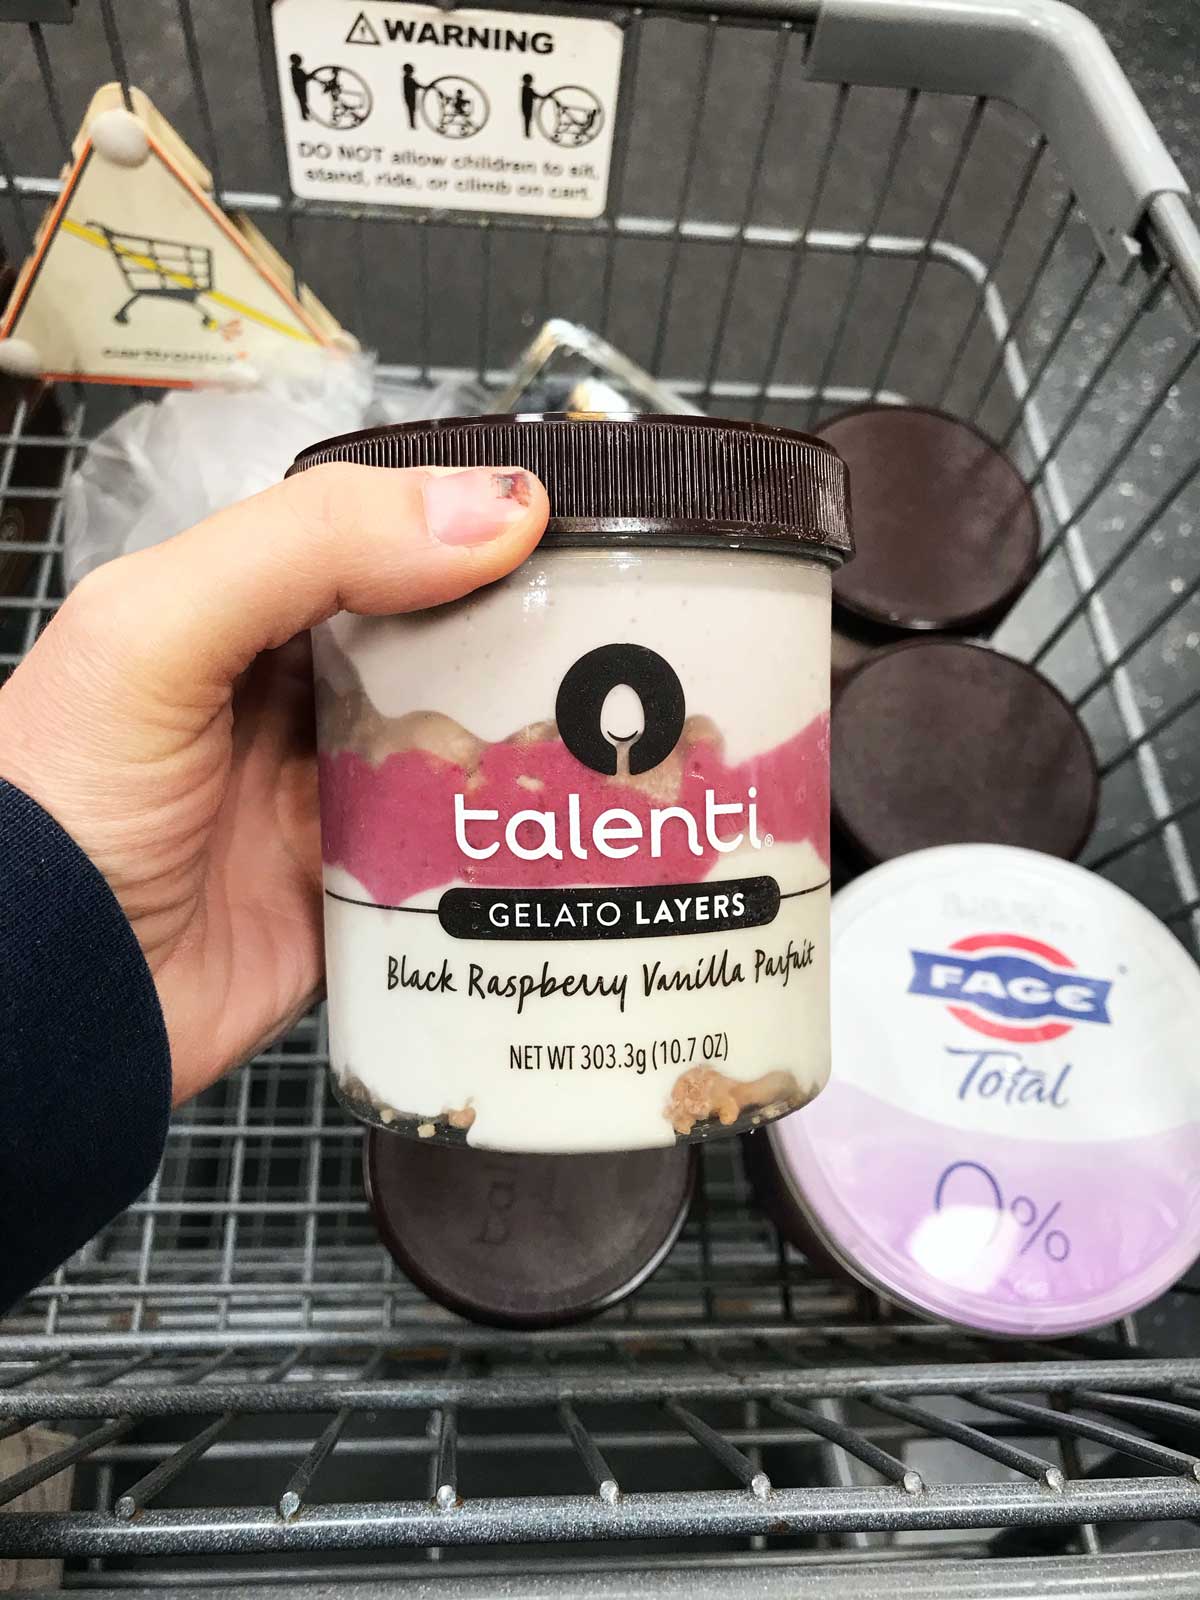 WARNING
DO NOT allow children to sit,
stand, ride, or climb on cart.
carttronics
talenti®
GELATO LAYERS
Black Raspberry Vanilla Parfait
NET WT 303.3g (10.7 OZ)
FAGE
Total
0%